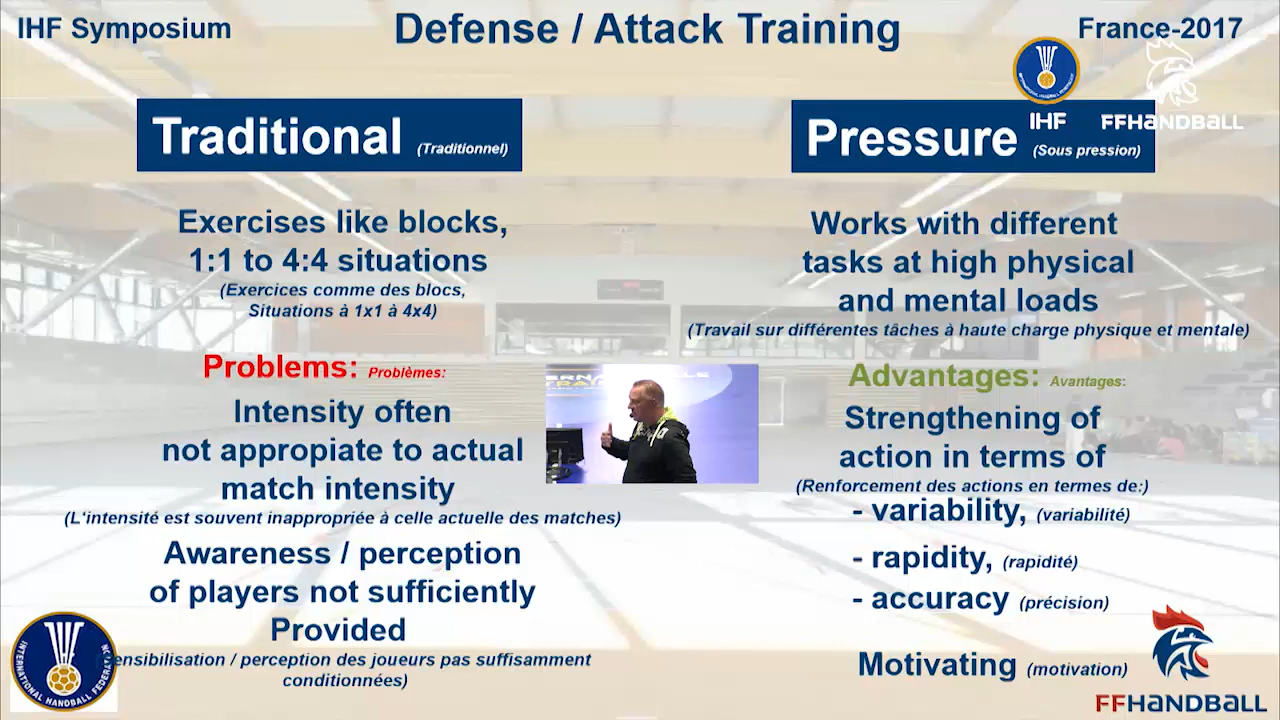 IHF Symposium
Defense / Attack Training
France-2017
IHF
FFHANDBALL
Traditional (Traditionnel)
Exercises like blocks,
1:1 to 4:4 situations
(Exercices comme des blocs,
Situations à 1x1 à 4x4)
Problems: Problèmes:
Intensity often
not appropiate to actual
match intensity
(L'intensité est souvent inappropriée à celle actuelle des matches)
Awareness / perception
of players not sufficiently
Provided
/ perception des joueurs pas suffisamment
conditionnées)
Pressure (Sous pression)
Works with different
tasks at high physical
and mental loads
(Travail sur différentes tâches à haute charge physique et mentale)
Advantages: Avantages:
Strengthening of
action in terms of
(Renforcement des actions en termes de:)
- variability, (variabilité)
- rapidity, (rapidité)
- accuracy (précision)
Motivating (motivation)
INTERNATIONAL HANDBALL FEDERATION
FFHANDBALL